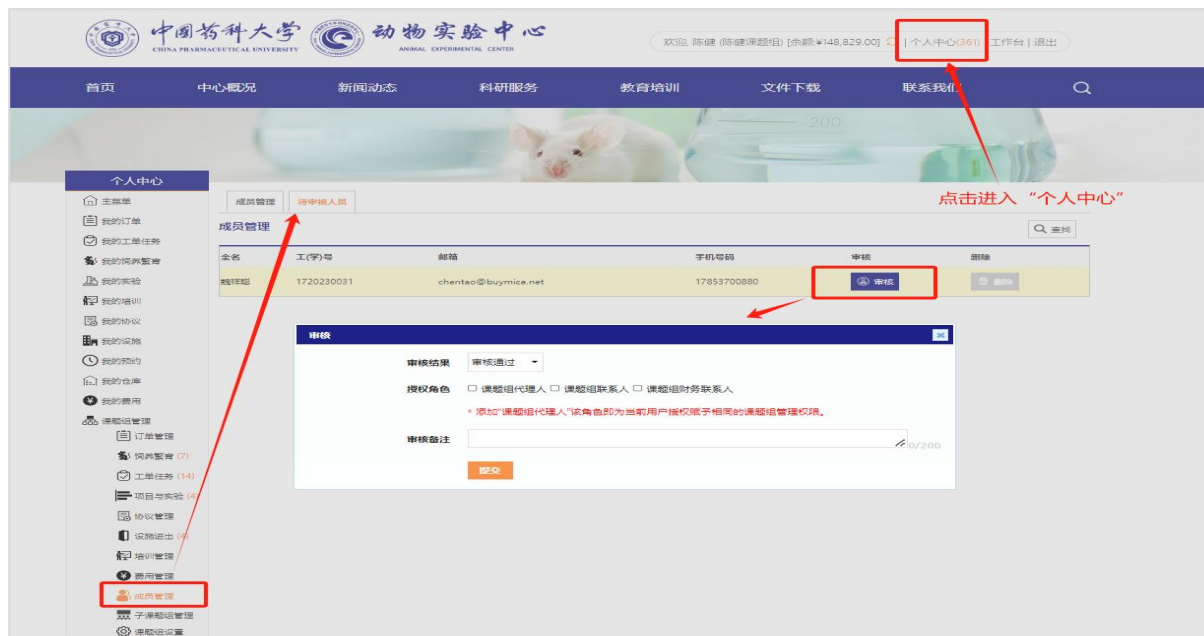 中国药科大学
CHINA PHARMACEUTICAL UNIVERSITY
动物实验中心
ANIMAL EXPERIMENTAL CENTER
欢迎, 陈健 (陈健课题组) [余额:¥148,829.00] | 个人中心(361) 工作台 | 退出
首页 中心概况 新闻动态 科研服务 教育培训 文件下载 联系我们
200
点击进入“个人中心”
个人中心
主菜单
我的订单
我的工单任务
我的饲养繁育
我的实验
我的培训
我的协议
我的设施
我的预约
我的仓库
我的费用
课题组管理
订单管理
饲养繁育 (7)
工单任务 (14)
项目与实验 (4)
协议管理
设施进出 (4)
培训管理
费用管理
成员管理
子课题组管理
课题组设置
成员管理 待审核人员
成员管理 查找
全名 工(学)号 邮箱 手机号码 审核 删除
1720230031 chentao@buymice.net 17853700880 审核 删除
审核
审核结果 审核通过
授权角色 课题组代理人 课题组联系人 课题组财务联系人
* 添加“课题组代理人”该角色即为当前用户授权赋予相同的课题组管理权限。
审核备注 0/200
提交